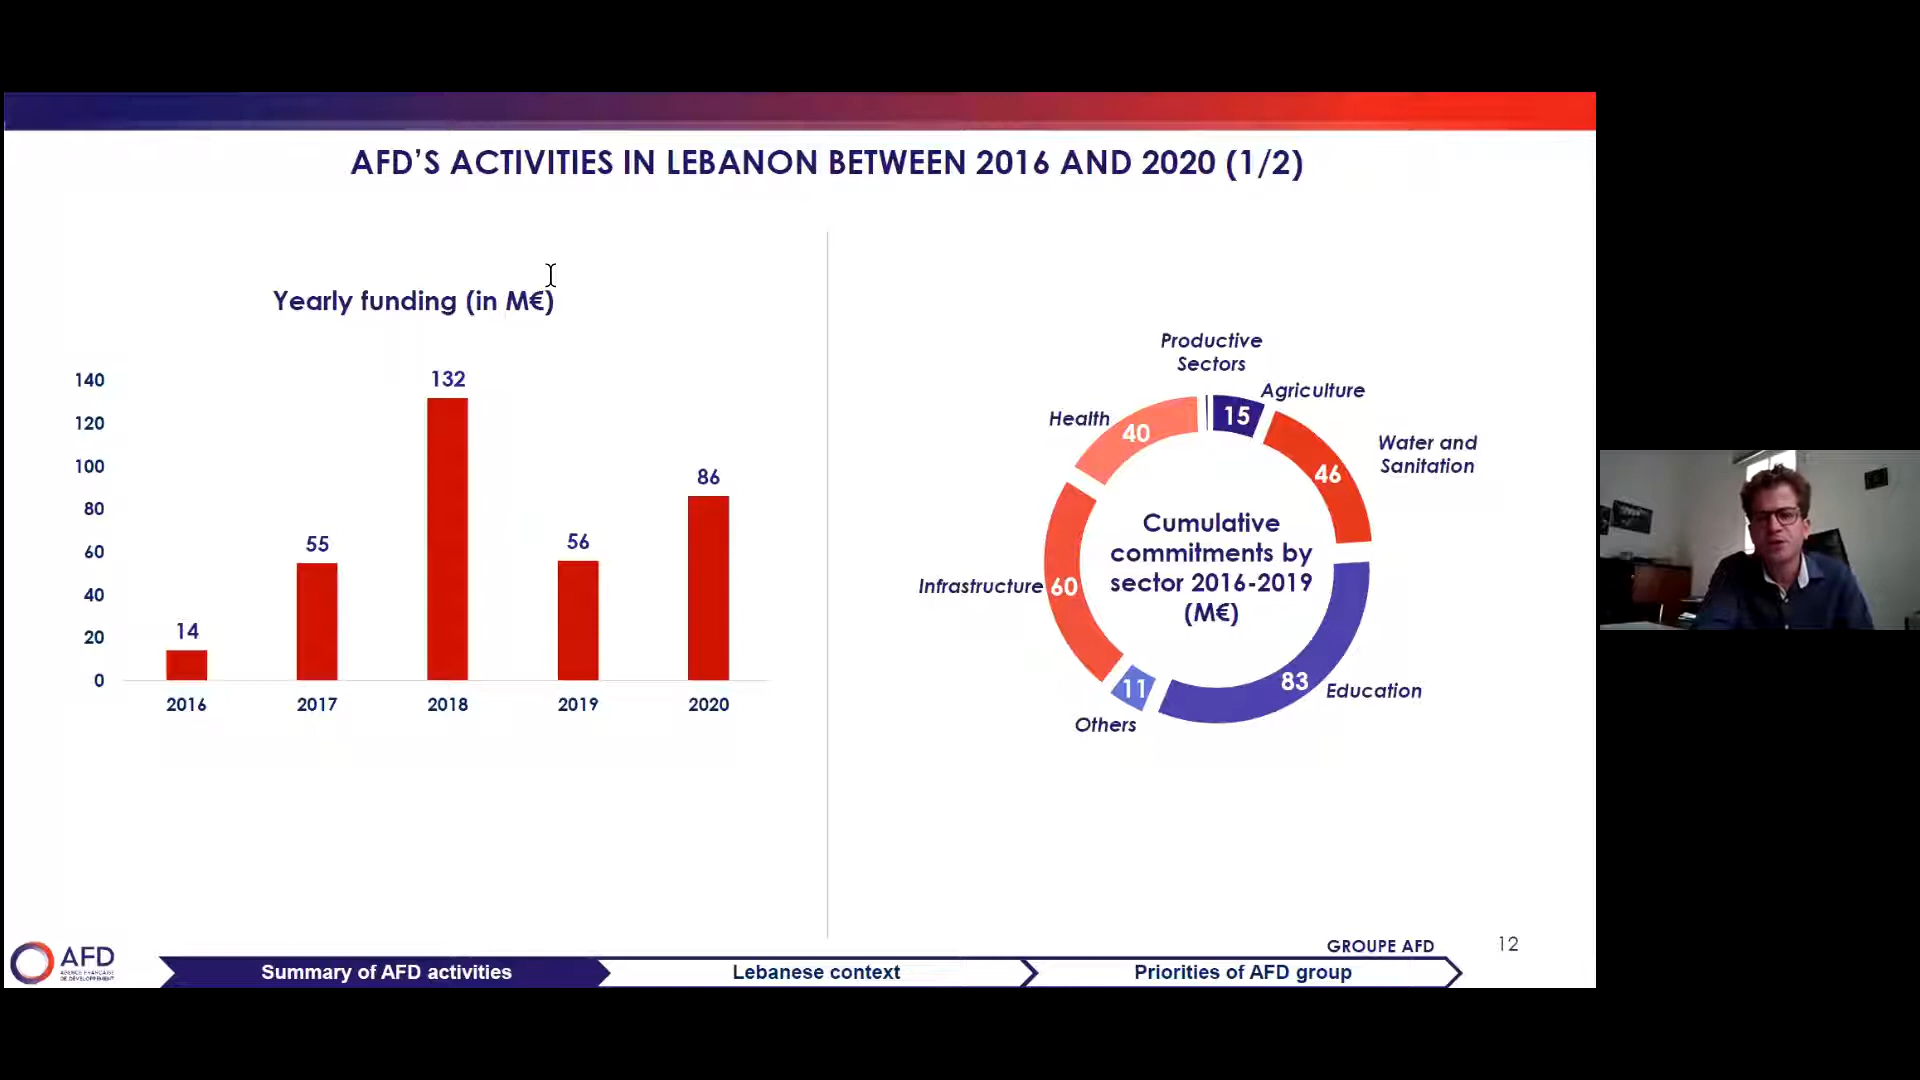 AFD'S ACTIVITIES IN LEBANON BETWEEN 2016 AND 2020 (1/2)
Yearly funding (in M€)
140
120
100
80
60
40
20
0
14
55
132
56
86
2016
2017
2018
2019
2020
Productive
Sectors
Agriculture
15
Health
40
Water and
Sanitation
46
Cumulative
commitments by
sector 2016-2019
(M€)
Infrastructure
60
83
Education
11
Others
GROUPE AFD
12
AFD
AGENCE FRANÇAISE
DE DÉVELOPPEMENT
Summary of AFD activities
Lebanese context
Priorities of AFD group